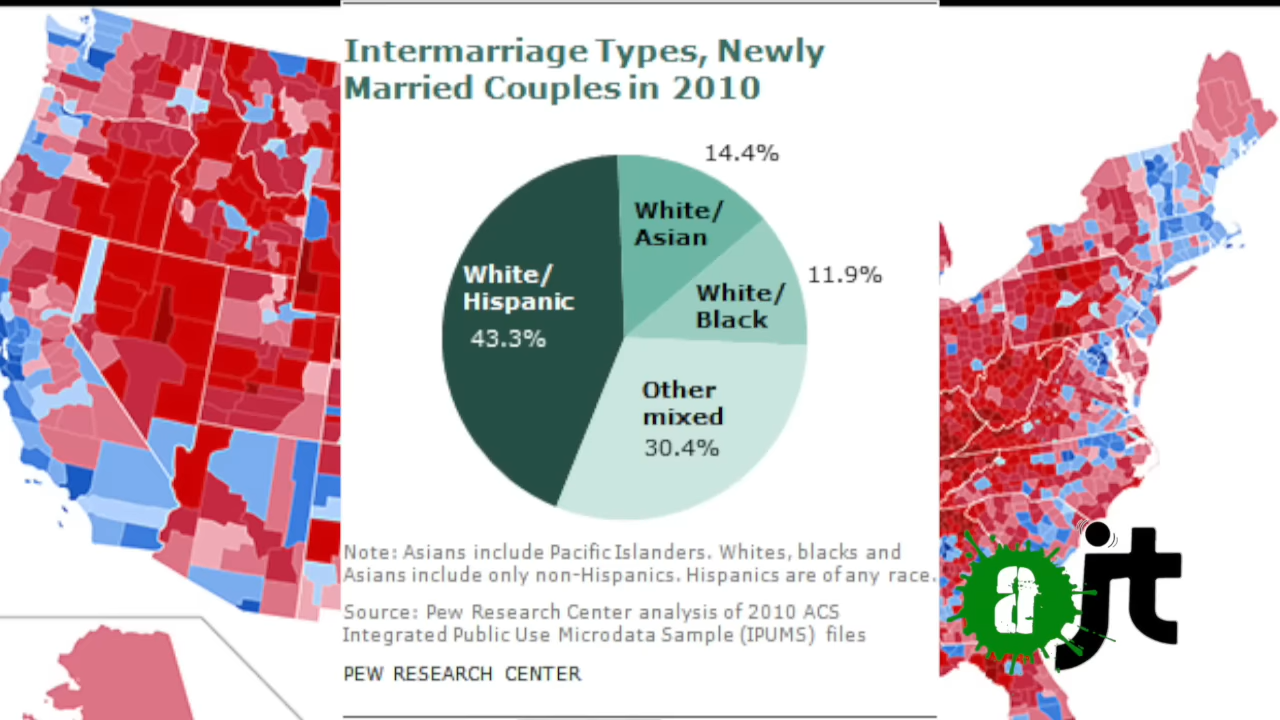 Intermarriage Types, Newly
Married Couples in 2010
14.4%
White/
Asian
11.9%
White/
Black
White/
Hispanic
43.3%
Other
mixed
30.4%
Note: Asians include Pacific Islanders. Whites, blacks and
Asians include only non-Hispanics. Hispanics are of any race.
Source: Pew Research Center analysis of 2010 ACS
Integrated Public Use Microdata Sample (IPUMS) files
PEW RESEARCH CENTER
a jt